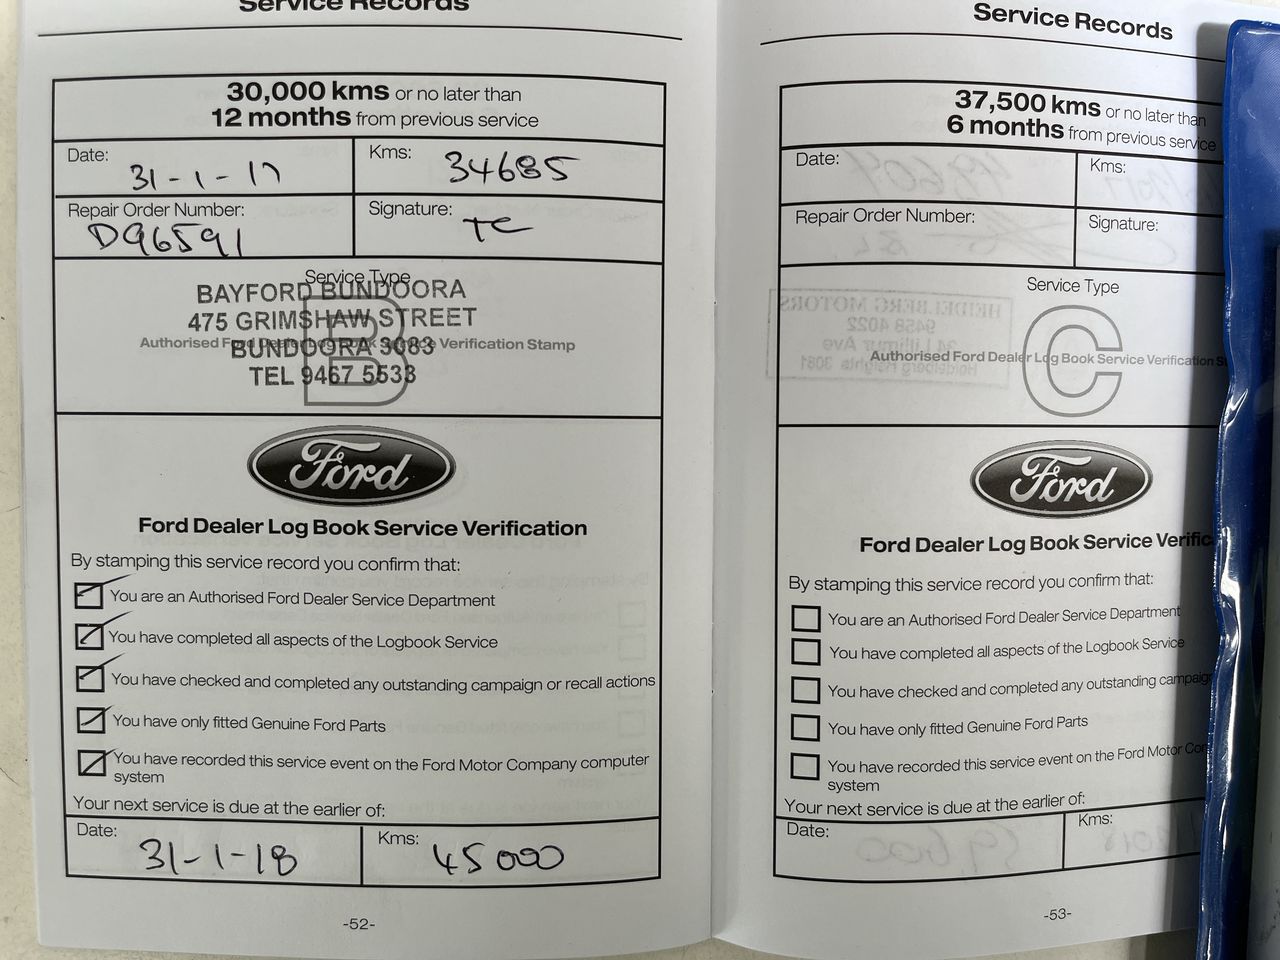 Service Records
30,000 kms or no later than
12 months from previous service
Date:
31-1-17
Kms:
34685
Repair Order Number:
D96591
Signature:
TC
Service Type
B
BAYFORD BUNDOORA
475 GRIMSHAW STREET
BUNDOORA 3083
TEL 9467 5533
Authorised Ford Dealer Log Book Service Verification Stamp
Ford
Ford Dealer Log Book Service Verification
By stamping this service record you confirm that:
You are an Authorised Ford Dealer Service Department
You have completed all aspects of the Logbook Service
You have checked and completed any outstanding campaign or recall actions
You have only fitted Genuine Ford Parts
You have recorded this service event on the Ford Motor Company computer
system
Your next service is due at the earlier of:
Date:
31-1-18
Kms:
45000
-52-
Service Records
37,500 kms or no later than
6 months from previous service
Date:
Kms:
Repair Order Number:
Signature:
Service Type
C
HEIDELBERG MOTORS
9458 4022
Heidelberg Heights 3081
Authorised Ford Dealer Log Book Service Verification
Ford
Ford Dealer Log Book Service Verific
By stamping this service record you confirm that:
You are an Authorised Ford Dealer Service Department
You have completed all aspects of the Logbook Service
You have checked and completed any outstanding campaig
You have only fitted Genuine Ford Parts
You have recorded this service event on the Ford Motor Co
system
Your next service is due at the earlier of:
Date:
Kms:
-53-